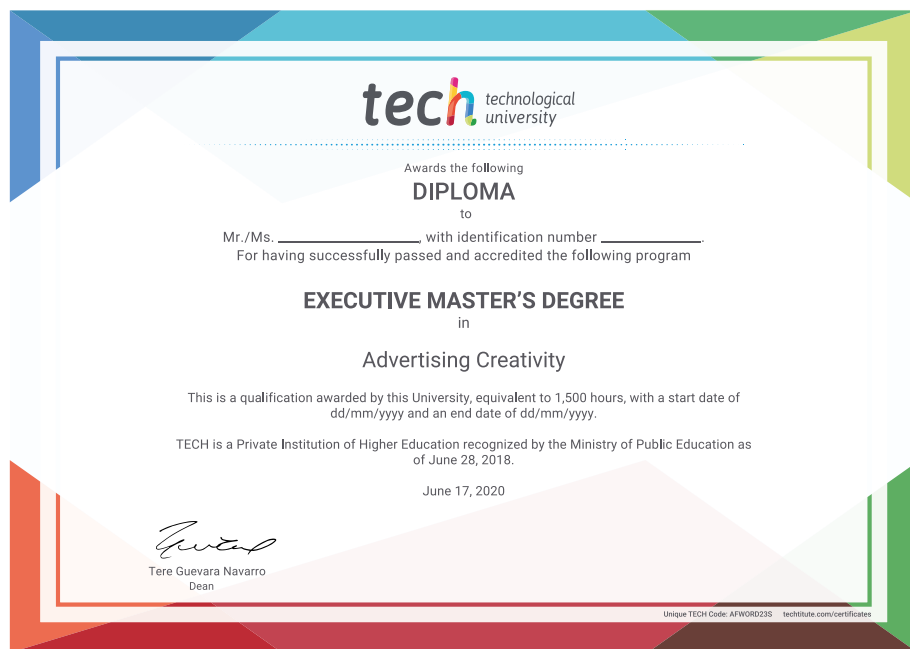 tech technological
university
Awards the following
DIPLOMA
to
Mr./Ms. ____________, with identification number ____________.
For having successfully passed and accredited the following program
EXECUTIVE MASTER’S DEGREE
in
Advertising Creativity
This is a qualification awarded by this University, equivalent to 1,500 hours, with a start date of
dd/mm/yyyy and an end date of dd/mm/yyyy.
TECH is a Private Institution of Higher Education recognized by the Ministry of Public Education as
of June 28, 2018.
June 17, 2020
Tere Guevara Navarro
Dean
Unique TECH Code: AFWORD23S techtitute.com/certificates